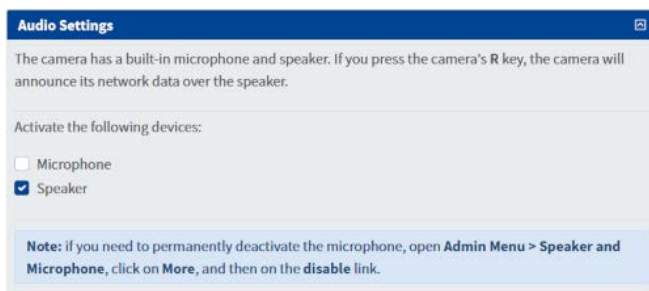 Audio Settings
The camera has a built-in microphone and speaker. If you press the camera's R key, the camera will
announce its network data over the speaker.
Activate the following devices:
Microphone
Speaker
Note: if you need to permanently deactivate the microphone, open Admin Menu > Speaker and
Microphone, click on More, and then on the disable link.